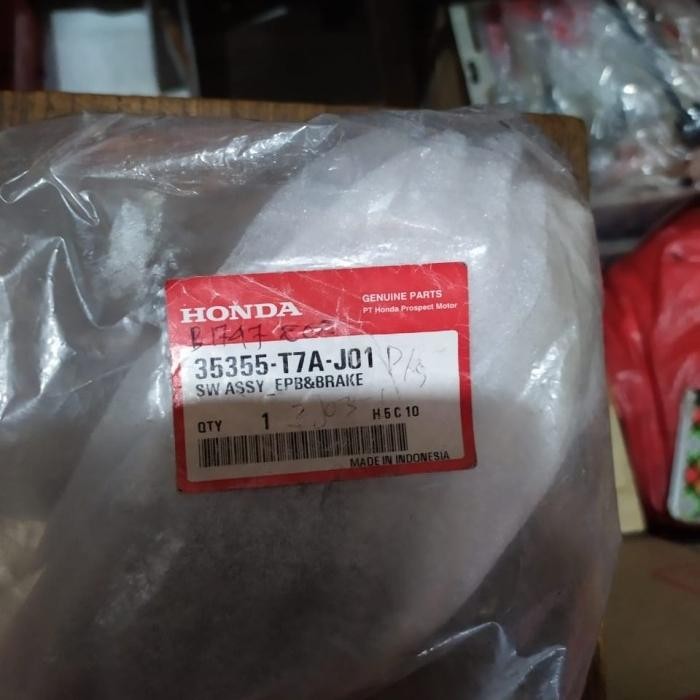 HONDA
GENUINE PARTS
PT Honda Prospect Motor
35355-T7A-J01
SW ASSY_EPB&BRAKE
QTY 1 H5C10
MADE IN INDONESIA